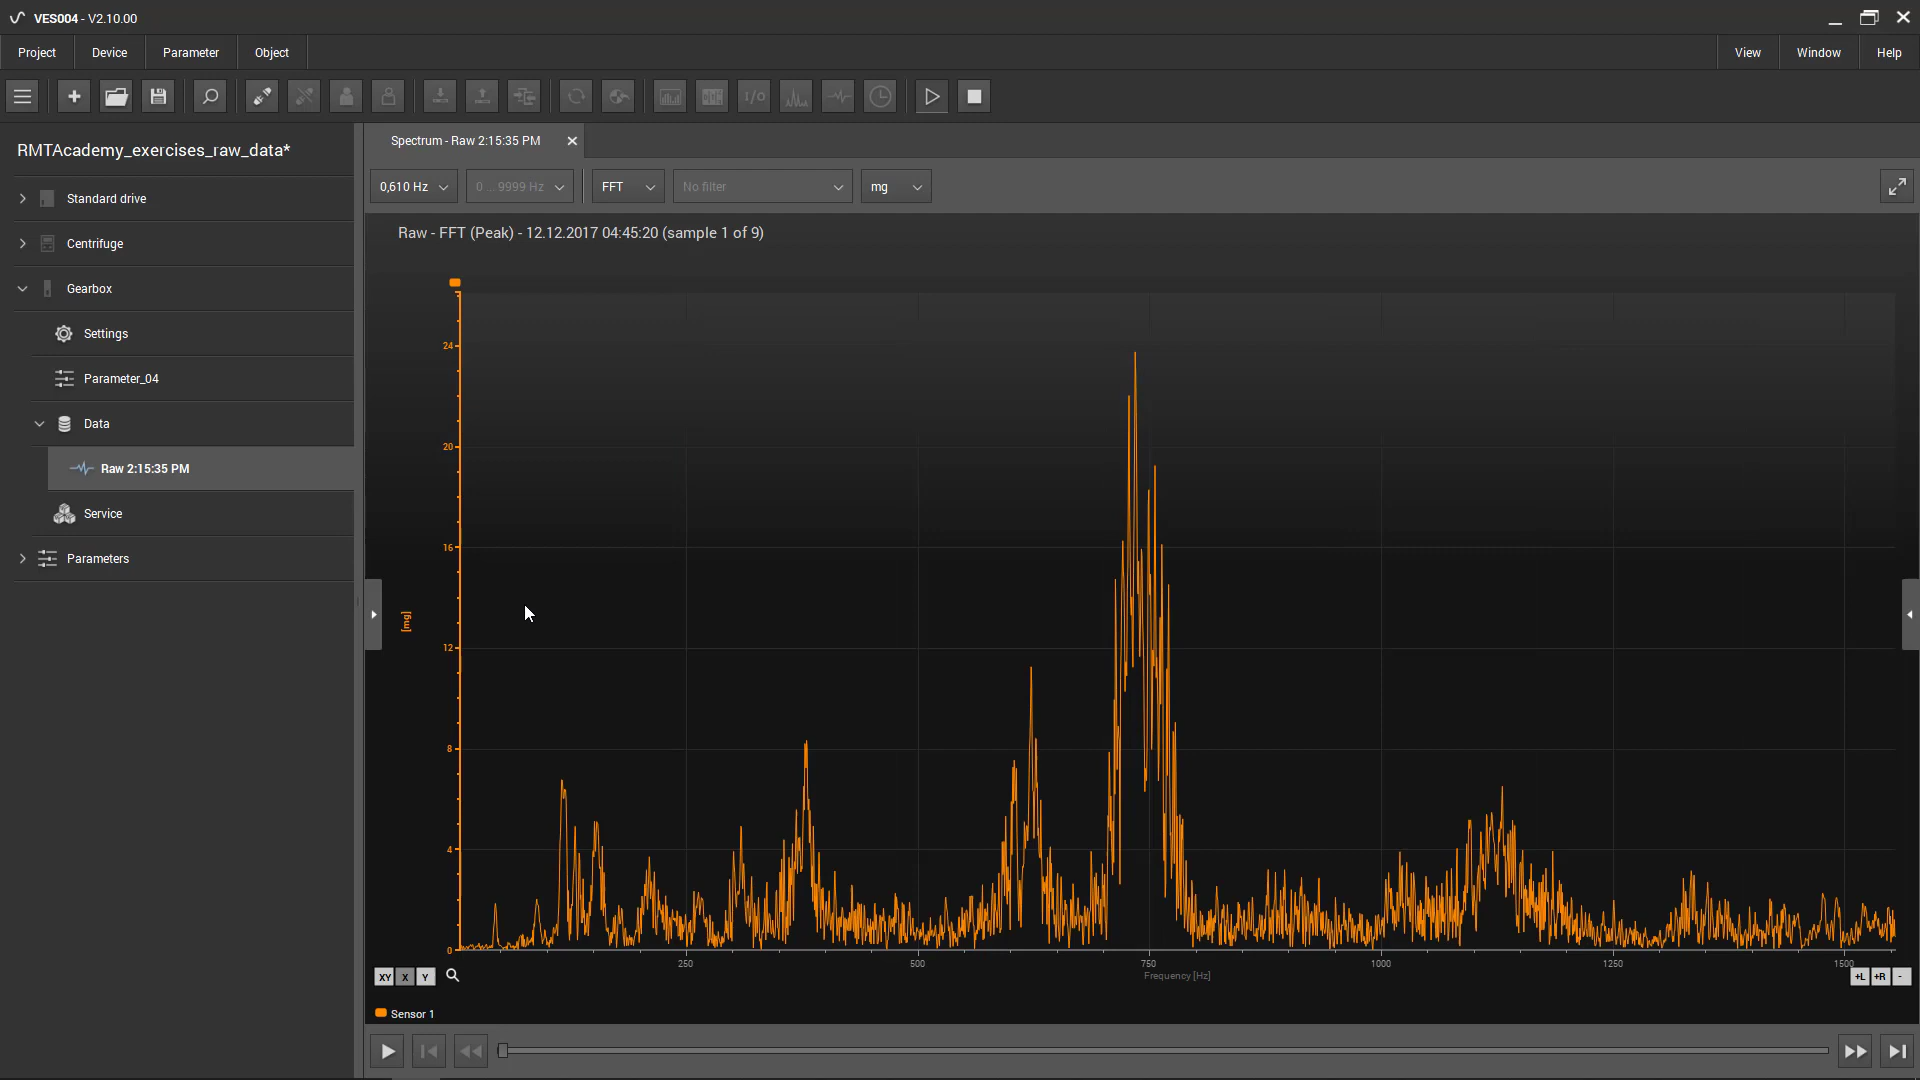 VES004 - V2.10.00
Project Device Parameter Object View Window Help
I/O
RMTAcademy_exercises_raw_data*
Standard drive
Centrifuge
Gearbox
Settings
Parameter_04
Data
Raw 2:15:35 PM
Service
Parameters
Spectrum - Raw 2:15:35 PM
0,610 Hz 0 ... 9999 Hz FFT No filter mg
Raw - FFT (Peak) - 12.12.2017 04:45:20 (sample 1 of 9)
24
20
16
[mg]
12
8
4
0
250 500 750 1000 1250 1500
Frequency [Hz]
XY X Y +L +R -
Sensor 1